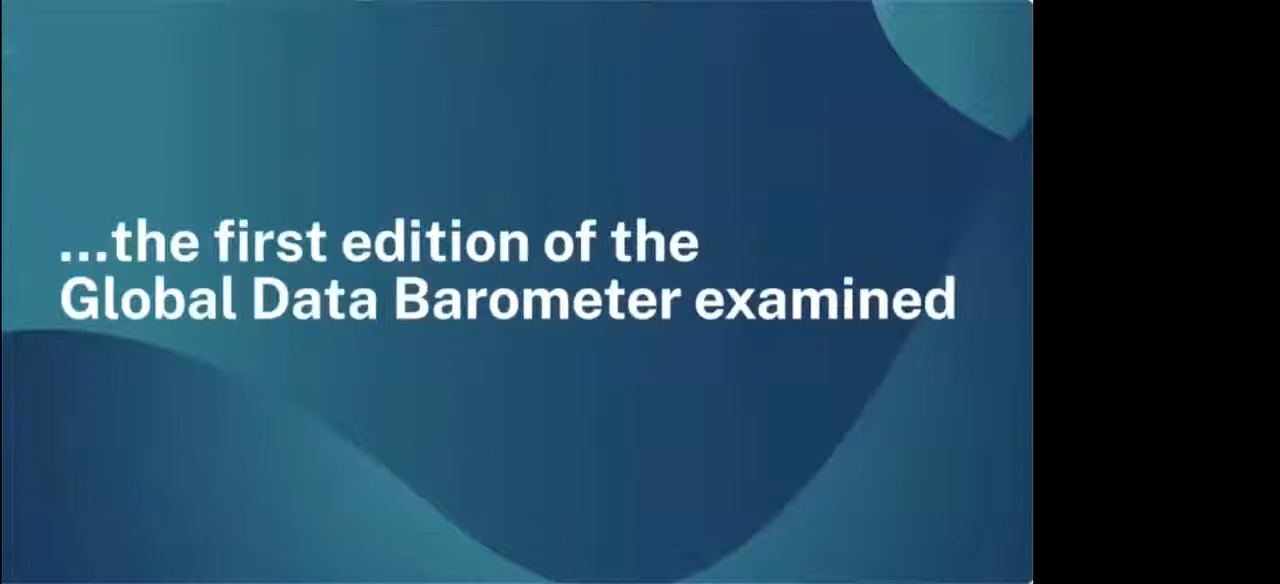 ...the first edition of the
Global Data Barometer examined